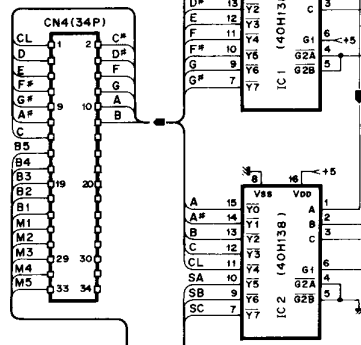 CN4(34P)
CL 1 2 C#
D D#
E F
F# G
G# 9 10 A
A# B
C
B5
B4
B3 19 20
B2
B1
M1
M2
M3 29 30
M4
M5 33 34
D# 13 Y2 C 3
E 12 Y3
F 11 Y4 G1 6 +5
F# 10 Y5 G2A 4
G 9 Y6 G2B 5
G# 7 Y7
IC1
8 16 +5
VSS VDD
A 15 Y0 A 1
A# 14 Y1 B 2
B 13 Y2 C 3
C 12 Y3
CL 11 Y4 G1 6
SA 10 Y5 G2A 4
SB 9 Y6 G2B 5
SC 7 Y7
IC2 (40H138)